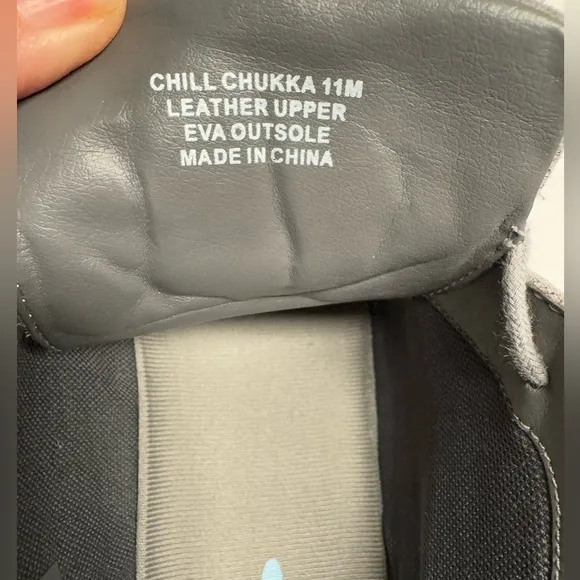 CHILL CHUKKA 11M
LEATHER UPPER
EVA OUTSOLE
MADE IN CHINA